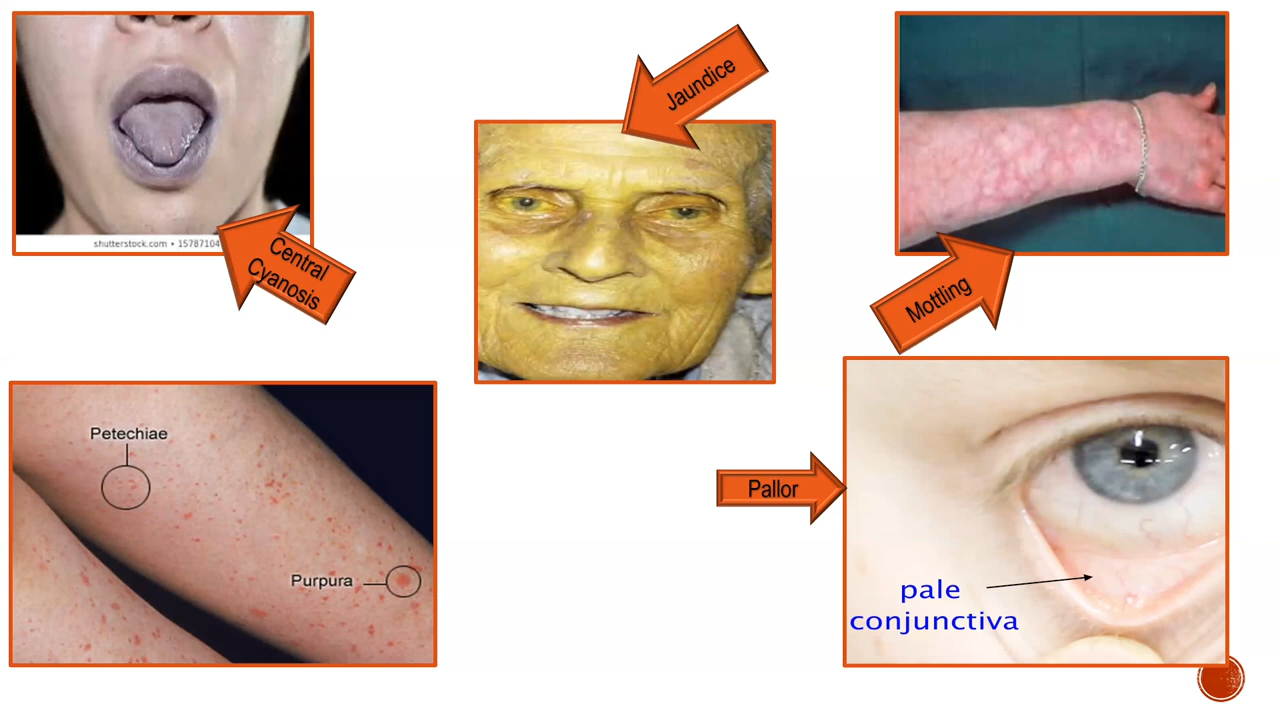 shutterstock.com • 15787104
Central
Cyanosis
Jaundice
Mottling
Petechiae
Purpura
Pallor
pale
conjunctiva